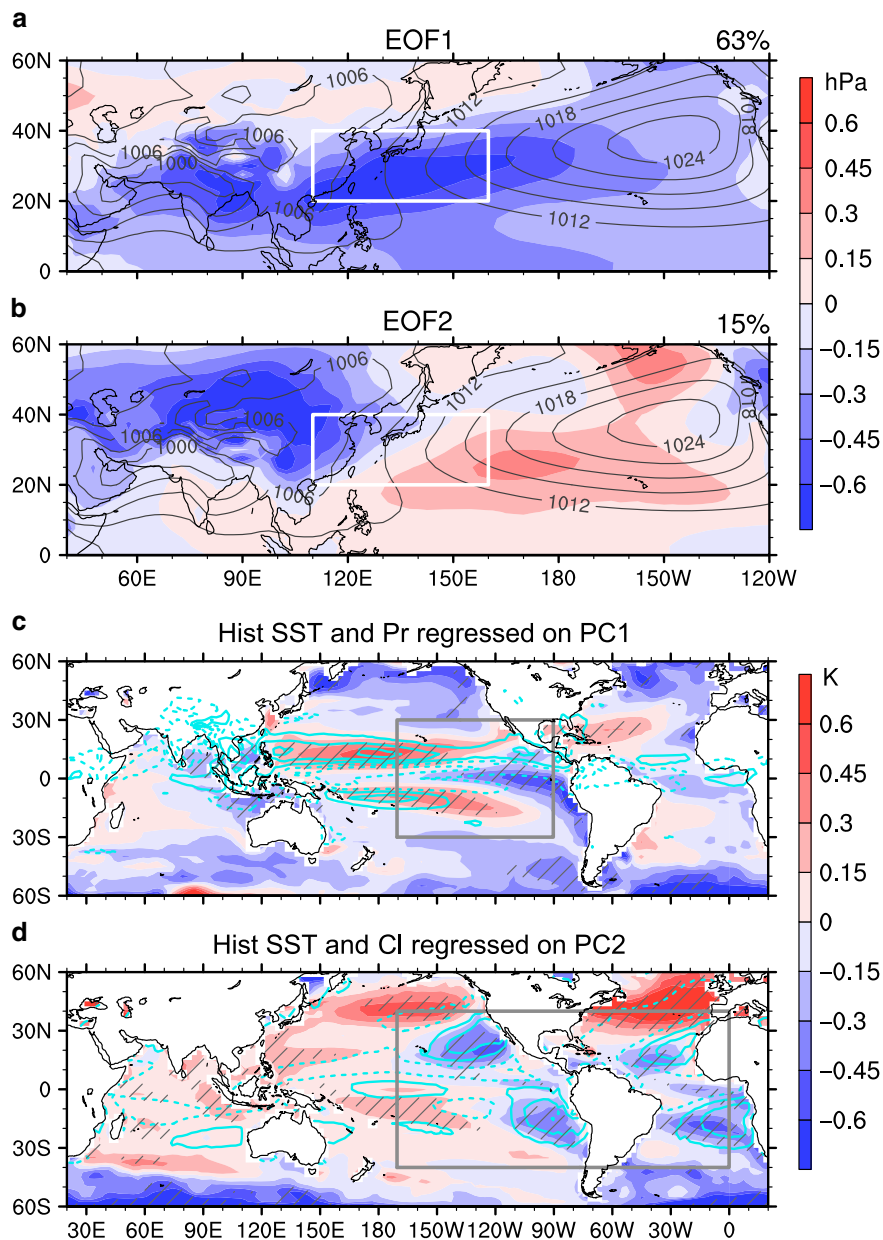 a
EOF1 63%
60N
40N
20N
0
1006
1006
1006
1000
1006
1012
1018
1018
1024
1012
hPa
0.6
0.45
0.3
0.15
0
−0.15
−0.3
−0.45
−0.6
b
EOF2 15%
60N
40N
20N
0
1006
1006
1000
1006
1012
1018
1018
1024
1012
60E 90E 120E 150E 180 150W 120W
c
Hist SST and Pr regressed on PC1
60N
30N
0
30S
60S
K
0.6
0.45
0.3
0.15
0
−0.15
−0.3
−0.45
−0.6
d
Hist SST and Cl regressed on PC2
60N
30N
0
30S
60S
30E 60E 90E 120E 150E 180 150W 120W 90W 60W 30W 0